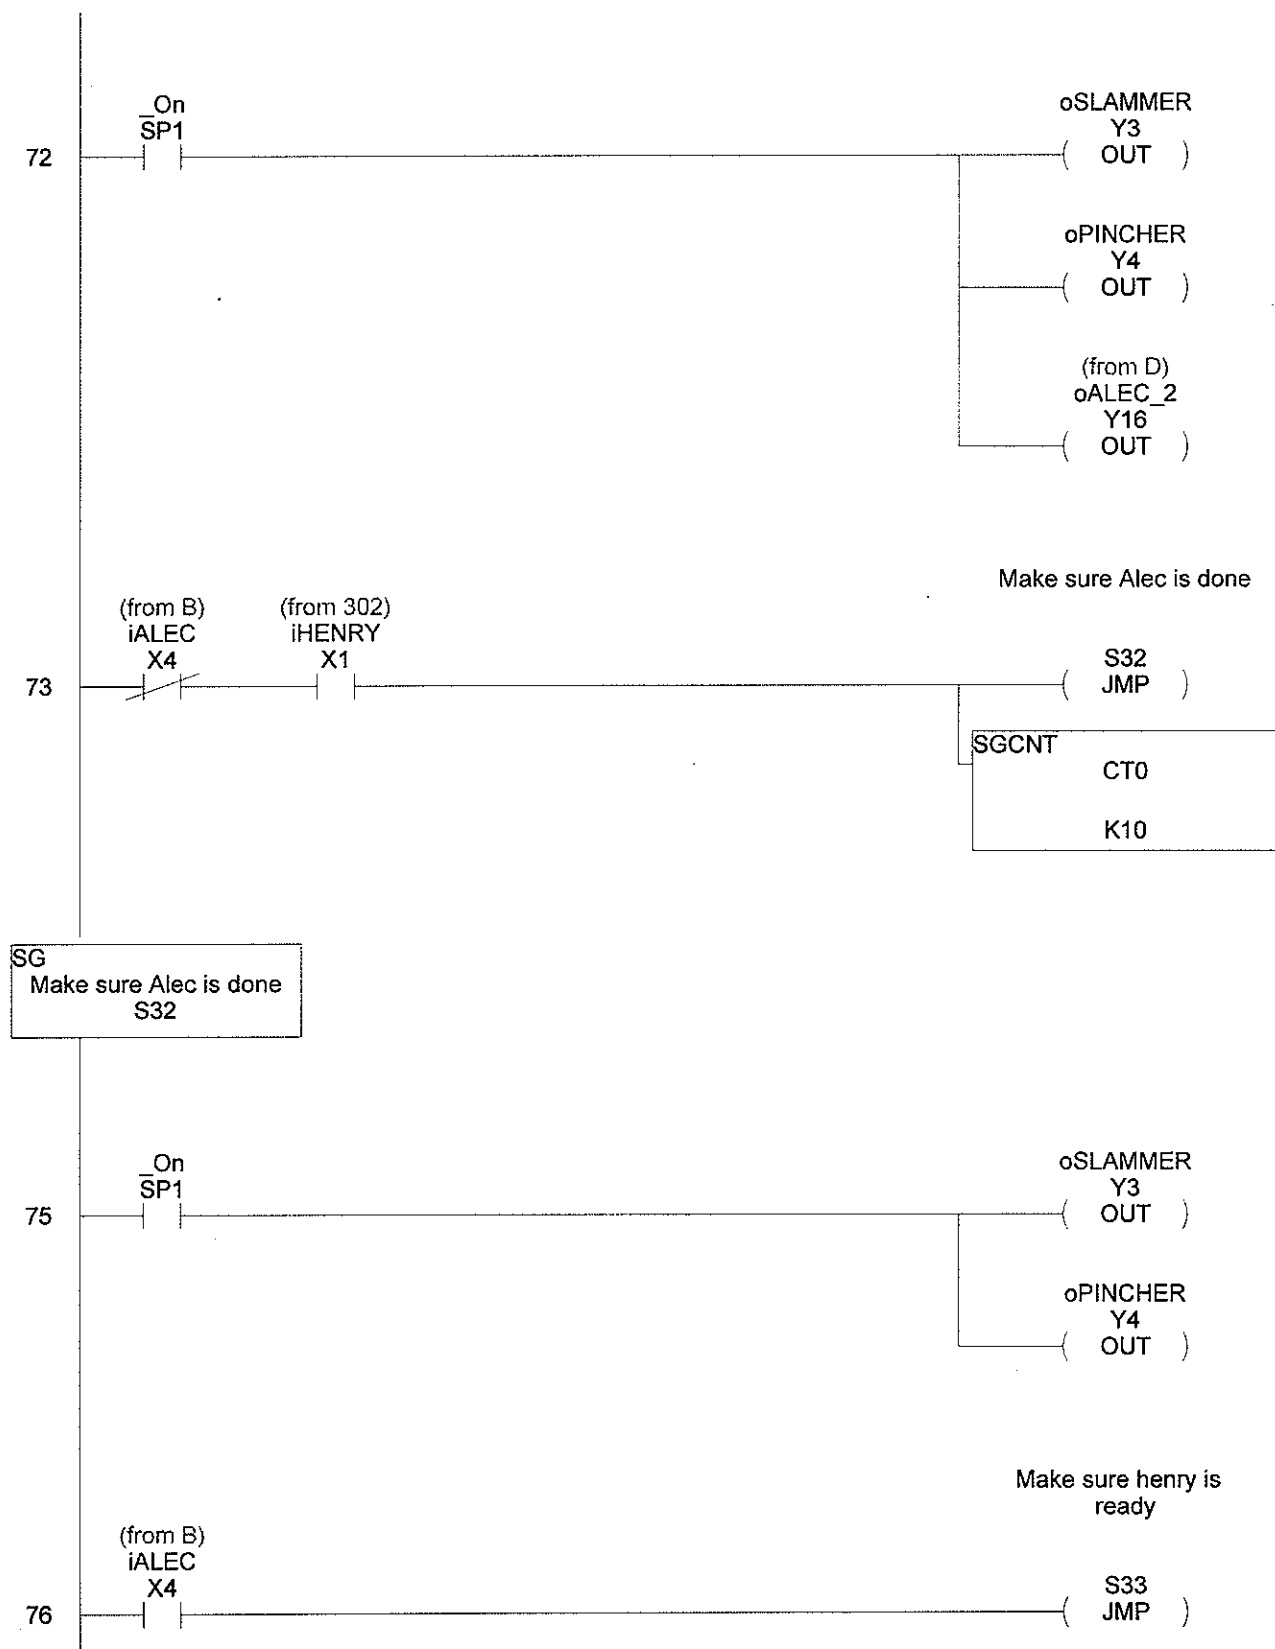 _On
SP1
72
oSLAMMER
Y3
OUT
oPINCHER
Y4
OUT
(from D)
oALEC_2
Y16
OUT
Make sure Alec is done
(from B)
iALEC
X4
(from 302)
iHENRY
X1
73
S32
JMP
SGCNT
CT0
K10
SG
Make sure Alec is done
S32
_On
SP1
75
oSLAMMER
Y3
OUT
oPINCHER
Y4
OUT
Make sure henry is
ready
(from B)
iALEC
X4
76
S33
JMP